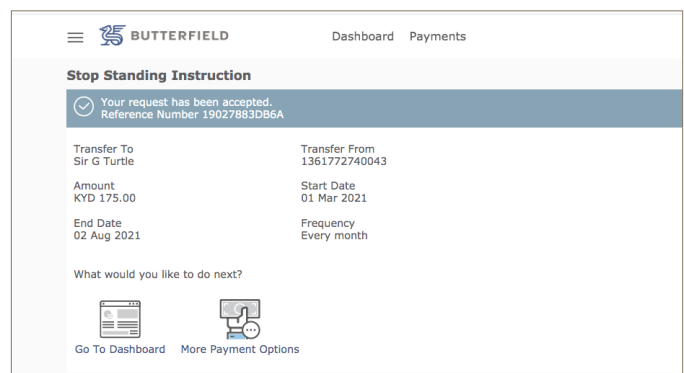 BUTTERFIELD
Dashboard Payments
Stop Standing Instruction
Your request has been accepted.
Reference Number 19027883DB6A
Transfer To
Sir G Turtle
Transfer From
1361772740043
Amount
KYD 175.00
Start Date
01 Mar 2021
End Date
02 Aug 2021
Frequency
Every month
What would you like to do next?
Go To Dashboard
More Payment Options